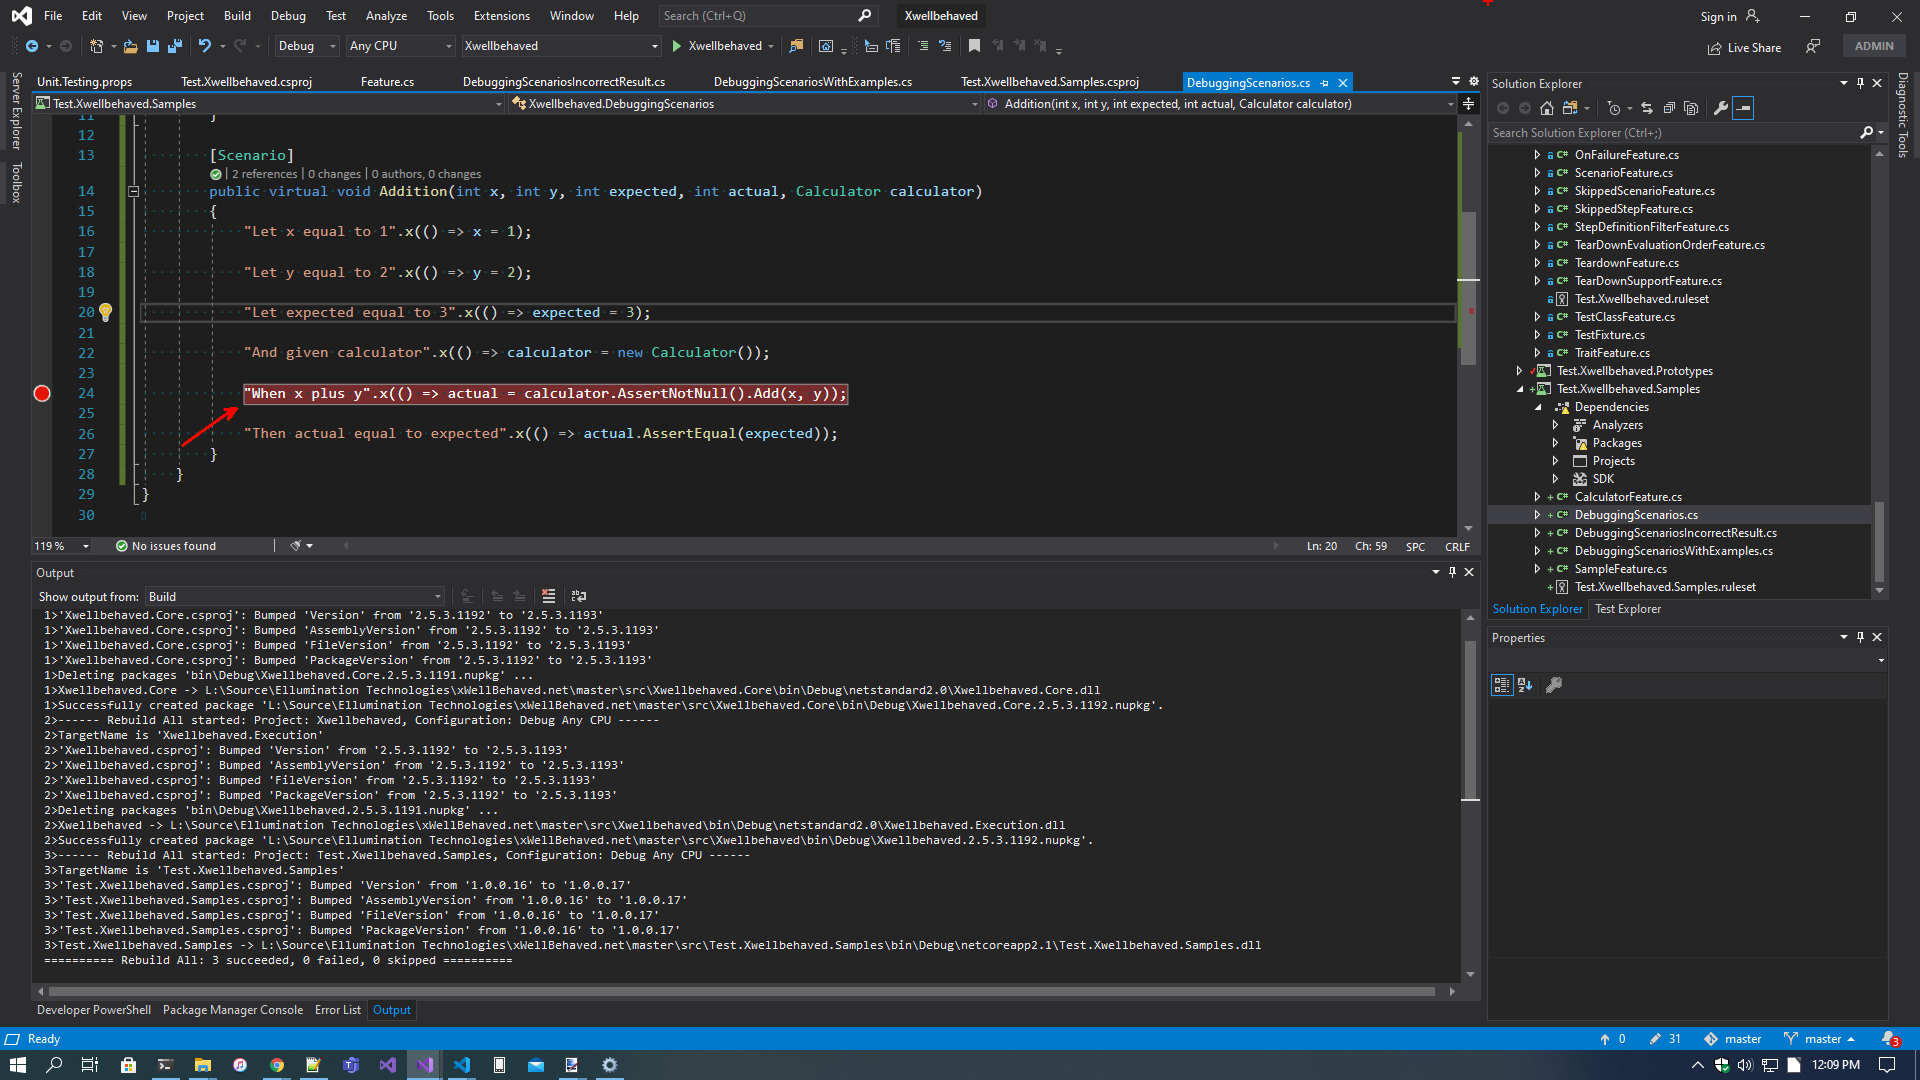 File Edit View Project Build Debug Test Analyze Tools Extensions Window Help Search (Ctrl+Q) Xwellbehaved Sign in
Debug Any CPU Xwellbehaved Xwellbehaved Live Share ADMIN
Unit.Testing.props Test.Xwellbehaved.csproj Feature.cs DebuggingScenariosIncorrectResult.cs DebuggingScenariosWithExamples.cs Test.Xwellbehaved.Samples.csproj DebuggingScenarios.cs
Test.Xwellbehaved.Samples Xwellbehaved.DebuggingScenarios Addition(int x, int y, int expected, int actual, Calculator calculator)
Server Explorer
Toolbox
11 }
12
13 [Scenario]
2 references | 0 changes | 0 authors, 0 changes
14 public virtual void Addition(int x, int y, int expected, int actual, Calculator calculator)
15 {
16 "Let x equal to 1".x(() => x = 1);
17
18 "Let y equal to 2".x(() => y = 2);
19
20 "Let expected equal to 3".x(() => expected = 3);
21
22 "And given calculator".x(() => calculator = new Calculator());
23
24 "When x plus y".x(() => actual = calculator.AssertNotNull().Add(x, y));
25
26 "Then actual equal to expected".x(() => actual.AssertEqual(expected));
27 }
28 }
29 }
30
119 % No issues found Ln: 20 Ch: 59 SPC CRLF
Output
Show output from: Build
1>'Xwellbehaved.Core.csproj': Bumped 'Version' from '2.5.3.1192' to '2.5.3.1193'
1>'Xwellbehaved.Core.csproj': Bumped 'AssemblyVersion' from '2.5.3.1192' to '2.5.3.1193'
1>'Xwellbehaved.Core.csproj': Bumped 'FileVersion' from '2.5.3.1192' to '2.5.3.1193'
1>'Xwellbehaved.Core.csproj': Bumped 'PackageVersion' from '2.5.3.1192' to '2.5.3.1193'
1>Deleting packages 'bin\Debug\Xwellbehaved.Core.2.5.3.1191.nupkg' ...
1>Xwellbehaved.Core -> L:\Source\Ellumination Technologies\xWellBehaved.net\master\src\Xwellbehaved.Core\bin\Debug\netstandard2.0\Xwellbehaved.Core.dll
1>Successfully created package 'L:\Source\Ellumination Technologies\xWellBehaved.net\master\src\Xwellbehaved.Core\bin\Debug\Xwellbehaved.Core.2.5.3.1192.nupkg'.
2>------ Rebuild All started: Project: Xwellbehaved, Configuration: Debug Any CPU ------
2>TargetName is 'Xwellbehaved.Execution'
2>'Xwellbehaved.csproj': Bumped 'Version' from '2.5.3.1192' to '2.5.3.1193'
2>'Xwellbehaved.csproj': Bumped 'AssemblyVersion' from '2.5.3.1192' to '2.5.3.1193'
2>'Xwellbehaved.csproj': Bumped 'FileVersion' from '2.5.3.1192' to '2.5.3.1193'
2>'Xwellbehaved.csproj': Bumped 'PackageVersion' from '2.5.3.1192' to '2.5.3.1193'
2>Deleting packages 'bin\Debug\Xwellbehaved.2.5.3.1191.nupkg' ...
2>Xwellbehaved -> L:\Source\Ellumination Technologies\xWellBehaved.net\master\src\Xwellbehaved\bin\Debug\netstandard2.0\Xwellbehaved.Execution.dll
2>Successfully created package 'L:\Source\Ellumination Technologies\xWellBehaved.net\master\src\Xwellbehaved\bin\Debug\Xwellbehaved.2.5.3.1192.nupkg'.
3>------ Rebuild All started: Project: Test.Xwellbehaved.Samples, Configuration: Debug Any CPU ------
3>TargetName is 'Test.Xwellbehaved.Samples'
3>'Test.Xwellbehaved.Samples.csproj': Bumped 'Version' from '1.0.0.16' to '1.0.0.17'
3>'Test.Xwellbehaved.Samples.csproj': Bumped 'AssemblyVersion' from '1.0.0.16' to '1.0.0.17'
3>'Test.Xwellbehaved.Samples.csproj': Bumped 'FileVersion' from '1.0.0.16' to '1.0.0.17'
3>'Test.Xwellbehaved.Samples.csproj': Bumped 'PackageVersion' from '1.0.0.16' to '1.0.0.17'
3>Test.Xwellbehaved.Samples -> L:\Source\Ellumination Technologies\xWellBehaved.net\master\src\Test.Xwellbehaved.Samples\bin\Debug\netcoreapp2.1\Test.Xwellbehaved.Samples.dll
========== Rebuild All: 3 succeeded, 0 failed, 0 skipped ==========
Developer PowerShell Package Manager Console Error List Output
Solution Explorer
Search Solution Explorer (Ctrl+;)
C# OnFailureFeature.cs
C# ScenarioFeature.cs
C# SkippedScenarioFeature.cs
C# SkippedStepFeature.cs
C# StepDefinitionFilterFeature.cs
C# TearDownEvaluationOrderFeature.cs
C# TeardownFeature.cs
C# TearDownSupportFeature.cs
Test.Xwellbehaved.ruleset
C# TestClassFeature.cs
C# TestFixture.cs
C# TraitFeature.cs
Test.Xwellbehaved.Prototypes
Test.Xwellbehaved.Samples
Dependencies
Analyzers
Packages
Projects
SDK
C# CalculatorFeature.cs
C# DebuggingScenarios.cs
C# DebuggingScenariosIncorrectResult.cs
C# DebuggingScenariosWithExamples.cs
C# SampleFeature.cs
Test.Xwellbehaved.Samples.ruleset
Solution Explorer Test Explorer
Properties
Diagnostic Tools
Ready 0 31 master master 3
12:09 PM